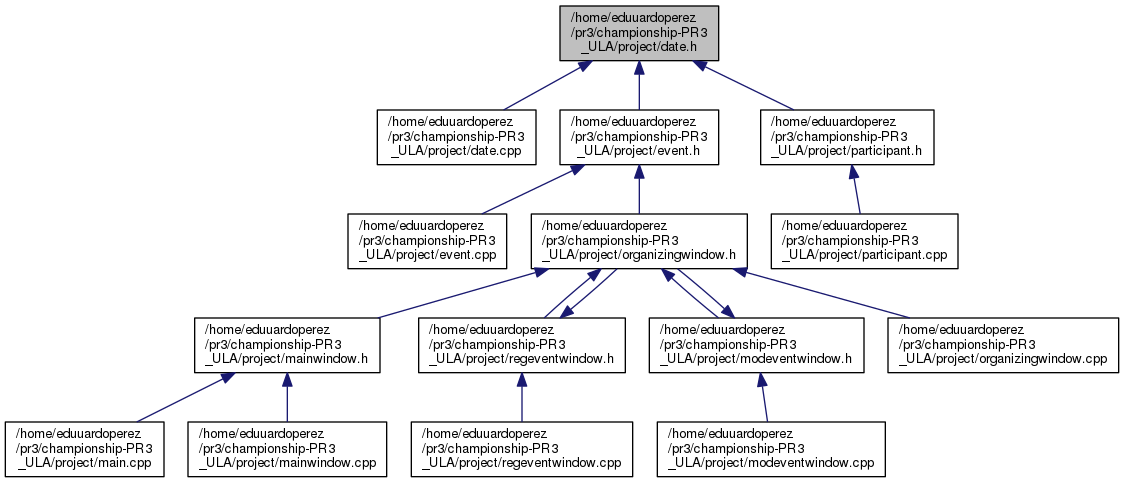 /home/eduuardoperez
/pr3/championship-PR3
_ULA/project/date.h
/home/eduuardoperez
/pr3/championship-PR3
_ULA/project/date.cpp
/home/eduuardoperez
/pr3/championship-PR3
_ULA/project/event.h
/home/eduuardoperez
/pr3/championship-PR3
_ULA/project/participant.h
/home/eduuardoperez
/pr3/championship-PR3
_ULA/project/event.cpp
/home/eduuardoperez
/pr3/championship-PR3
_ULA/project/organizingwindow.h
/home/eduuardoperez
/pr3/championship-PR3
_ULA/project/participant.cpp
/home/eduuardoperez
/pr3/championship-PR3
_ULA/project/mainwindow.h
/home/eduuardoperez
/pr3/championship-PR3
_ULA/project/regeventwindow.h
/home/eduuardoperez
/pr3/championship-PR3
_ULA/project/modeventwindow.h
/home/eduuardoperez
/pr3/championship-PR3
_ULA/project/organizingwindow.cpp
/home/eduuardoperez
/pr3/championship-PR3
_ULA/project/main.cpp
/home/eduuardoperez
/pr3/championship-PR3
_ULA/project/mainwindow.cpp
/home/eduuardoperez
/pr3/championship-PR3
_ULA/project/regeventwindow.cpp
/home/eduuardoperez
/pr3/championship-PR3
_ULA/project/modeventwindow.cpp